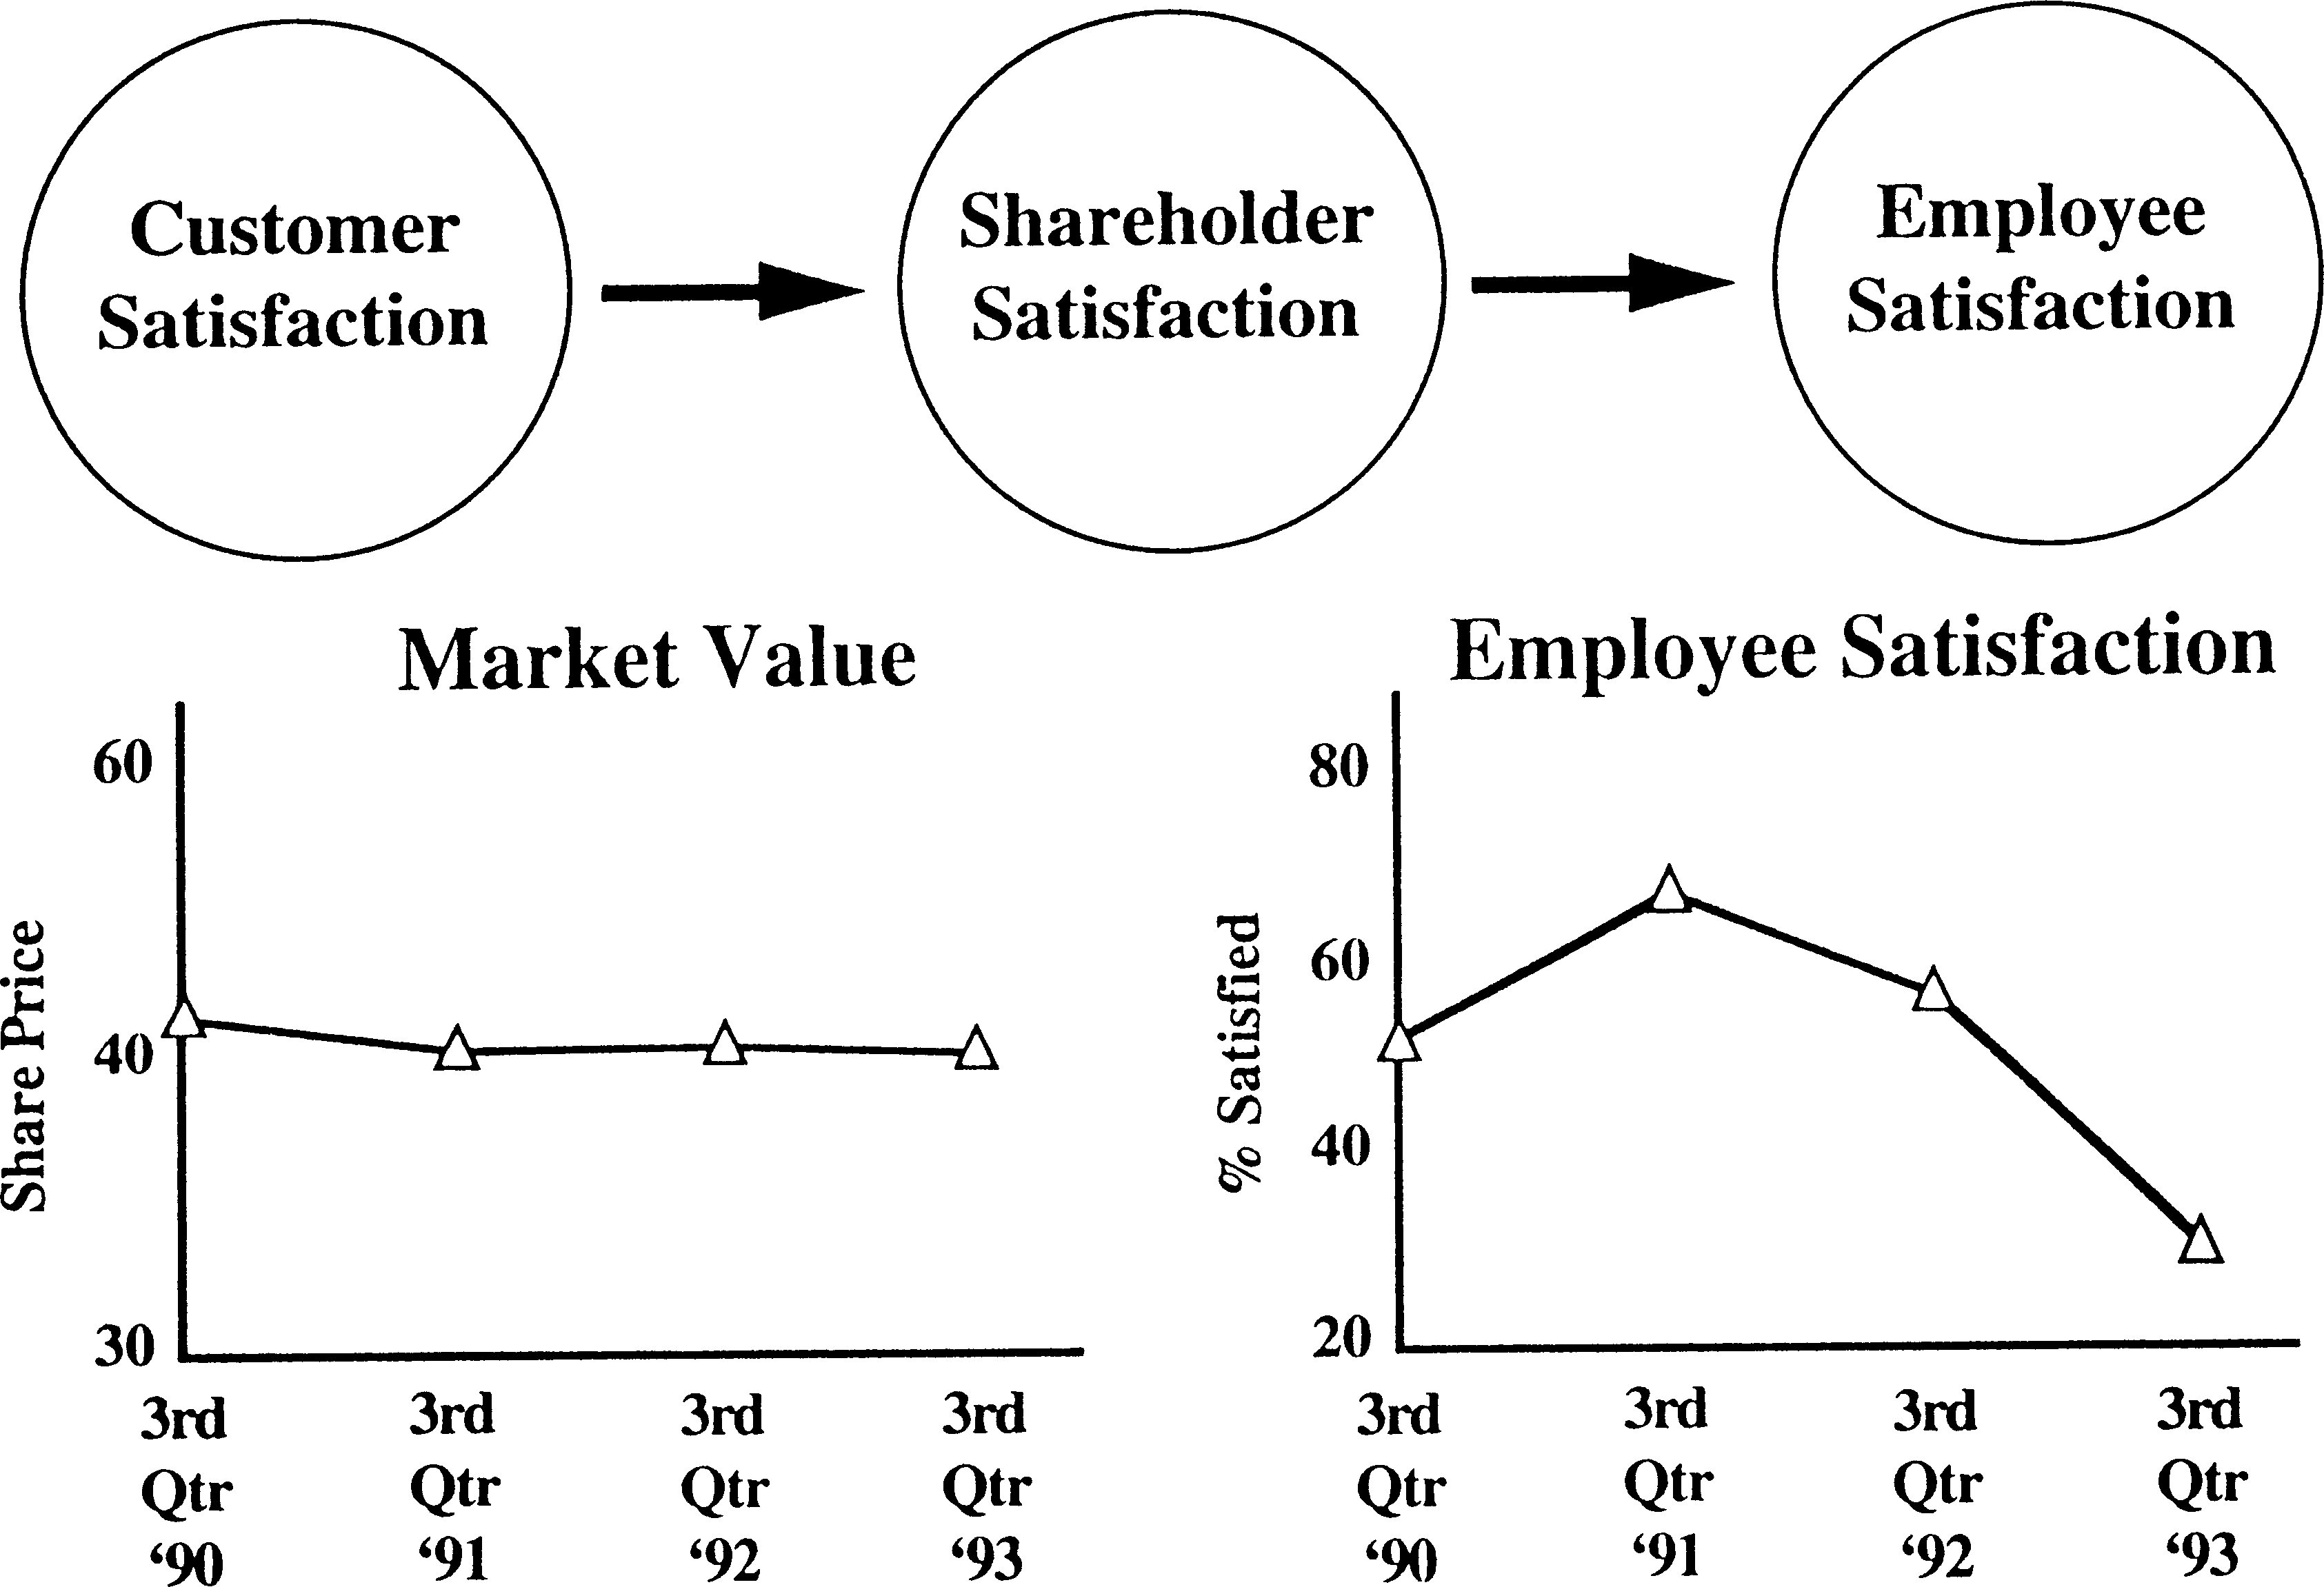 Customer
Satisfaction
Shareholder
Satisfaction
Employee
Satisfaction
Market Value
60
40
30
Share Price
3rd
Qtr
‘90
3rd
Qtr
‘91
3rd
Qtr
‘92
3rd
Qtr
‘93
Employee Satisfaction
80
60
40
20
% Satisfied
3rd
Qtr
‘90
3rd
Qtr
‘91
3rd
Qtr
‘92
3rd
Qtr
‘93